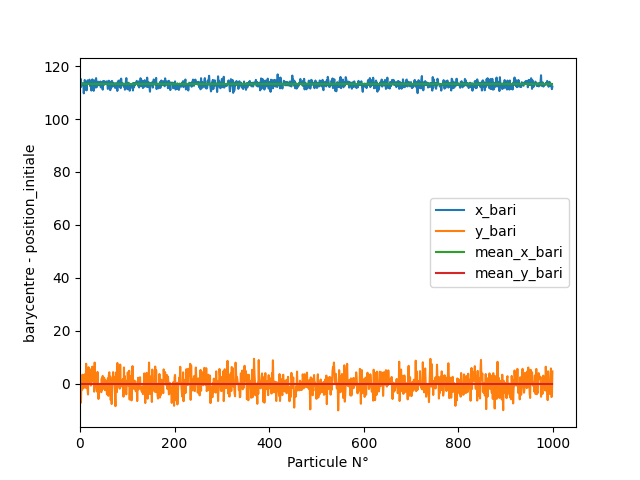 120
100
80
60
40
20
0
barycentre - position_initiale
x_bari
y_bari
mean_x_bari
mean_y_bari
0 200 400 600 800 1000
Particule N°